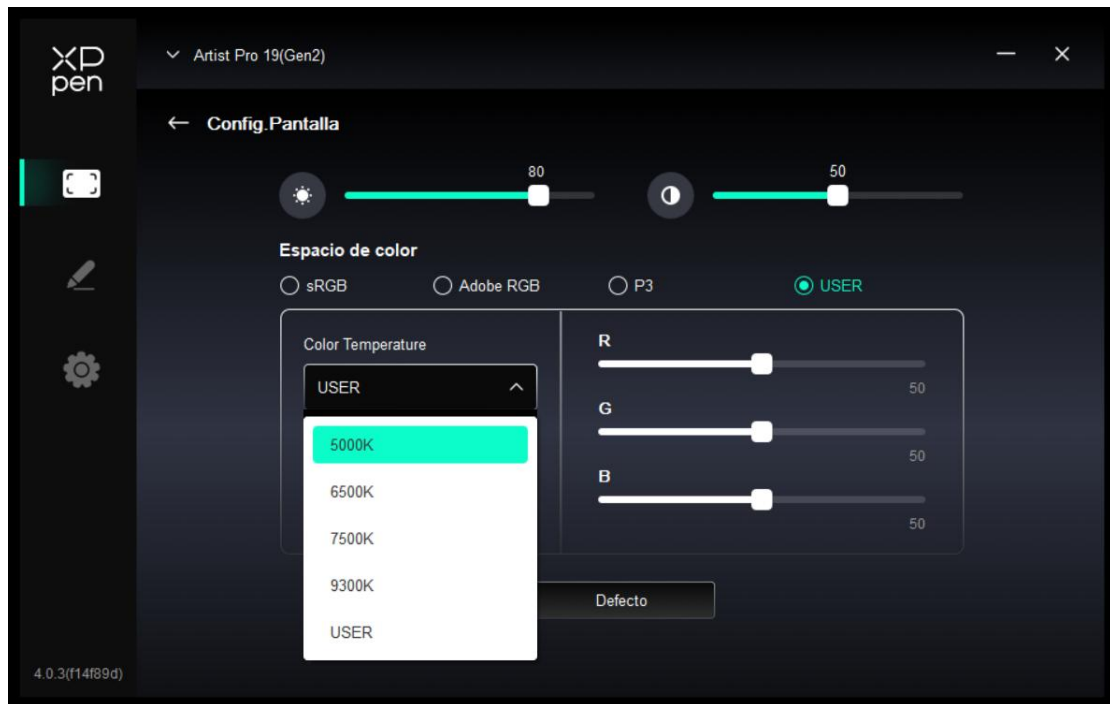 XP
pen
Artist Pro 19(Gen2)
Config.Pantalla
80
50
Espacio de color
sRGB
Adobe RGB
P3
USER
Color Temperature
USER
5000K
6500K
7500K
9300K
USER
R
50
G
50
B
50
Defecto
4.0.3(f14f89d)